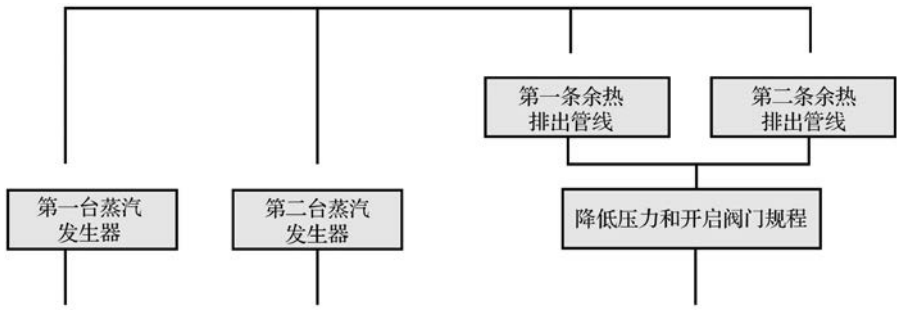 第一条余热
排出管线
第二条余热
排出管线
第一台蒸汽
发生器
第二台蒸汽
发生器
降低压力和开启阀门规程